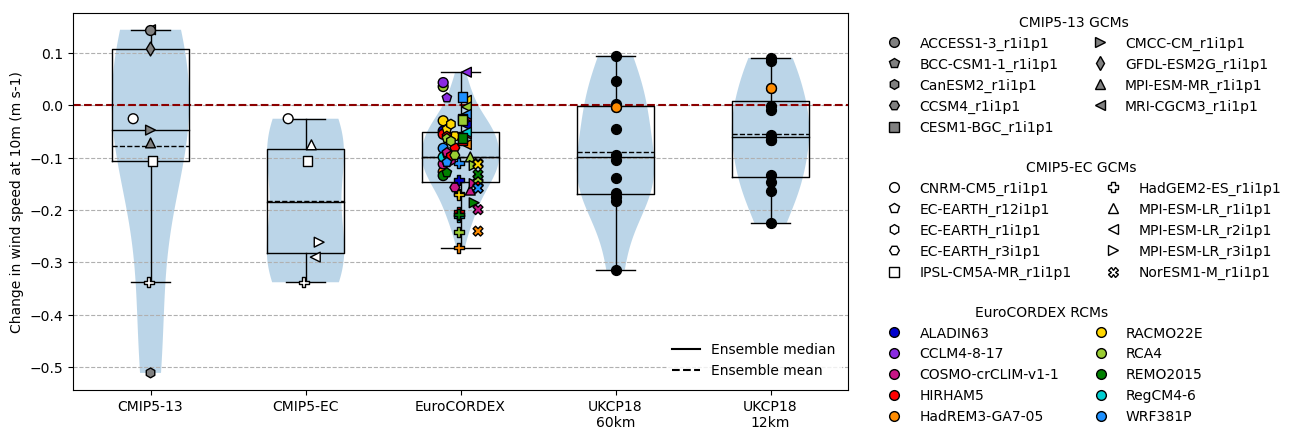 Change in wind speed at 10m (m s-1)
0.1
0.0
−0.1
−0.2
−0.3
−0.4
−0.5
CMIP5-13
CMIP5-EC
EuroCORDEX
UKCP18
60km
UKCP18
12km
Ensemble median
Ensemble mean
CMIP5-13 GCMs
ACCESS1-3_r1i1p1
BCC-CSM1-1_r1i1p1
CanESM2_r1i1p1
CCSM4_r1i1p1
CESM1-BGC_r1i1p1
CMCC-CM_r1i1p1
GFDL-ESM2G_r1i1p1
MPI-ESM-MR_r1i1p1
MRI-CGCM3_r1i1p1
CMIP5-EC GCMs
CNRM-CM5_r1i1p1
EC-EARTH_r12i1p1
EC-EARTH_r1i1p1
EC-EARTH_r3i1p1
IPSL-CM5A-MR_r1i1p1
HadGEM2-ES_r1i1p1
MPI-ESM-LR_r1i1p1
MPI-ESM-LR_r2i1p1
MPI-ESM-LR_r3i1p1
NorESM1-M_r1i1p1
EuroCORDEX RCMs
ALADIN63
CCLM4-8-17
COSMO-crCLIM-v1-1
HIRHAM5
HadREM3-GA7-05
RACMO22E
RCA4
REMO2015
RegCM4-6
WRF381P